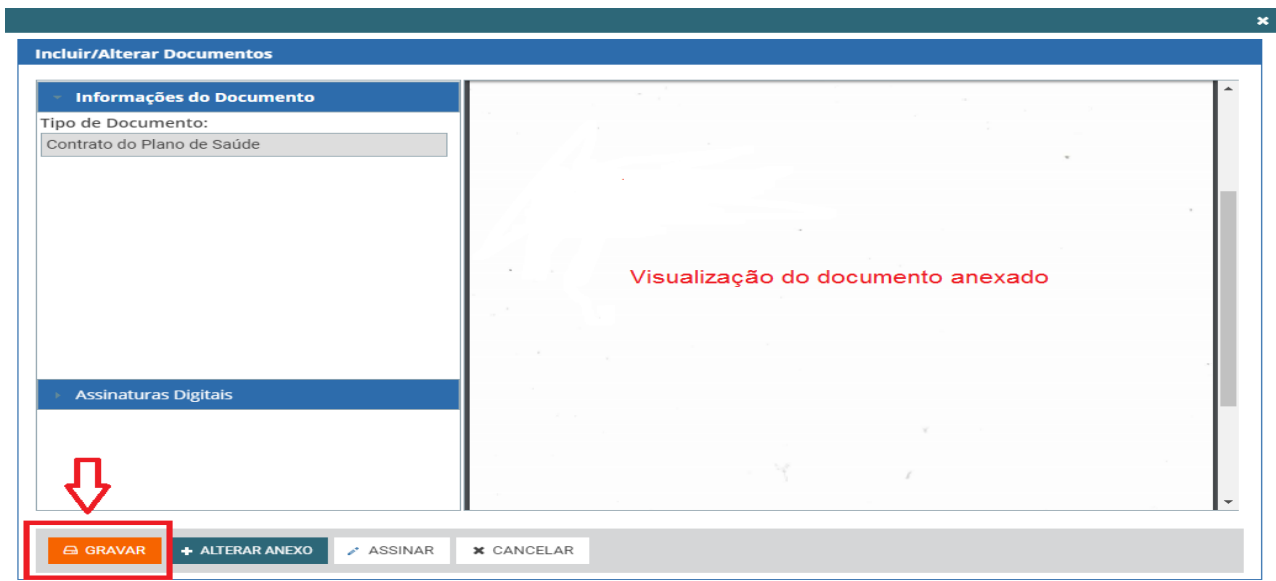 Incluir/Alterar Documentos
Informações do Documento
Tipo de Documento:
Contrato do Plano de Saúde
Visualização do documento anexado
Assinaturas Digitais
GRAVAR
ALTERAR ANEXO
ASSINAR
CANCELAR